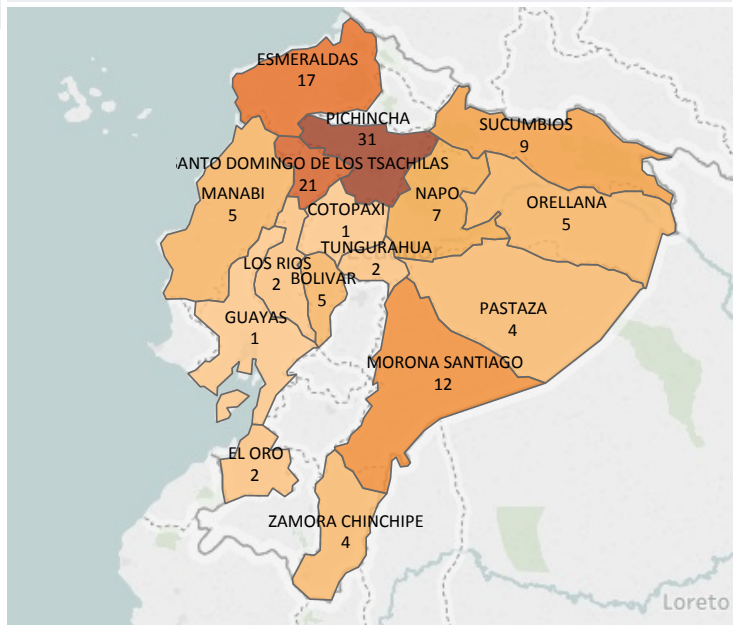 ESMERALDAS
17
PICHINCHA
31
SUCUMBIOS
9
SANTO DOMINGO DE LOS TSACHILAS
21
MANABI
5
NAPO
7
ORELLANA
5
COTOPAXI
1
TUNGURAHUA
2
Ecuador
LOS RIOS
2
BOLIVAR
5
PASTAZA
4
GUAYAS
1
MORONA SANTIAGO
12
EL ORO
2
ZAMORA CHINCHIPE
4
Loreto